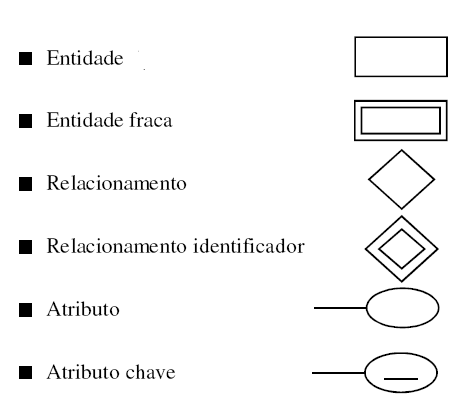 Entidade
Entidade fraca
Relacionamento
Relacionamento identificador
Atributo
Atributo chave